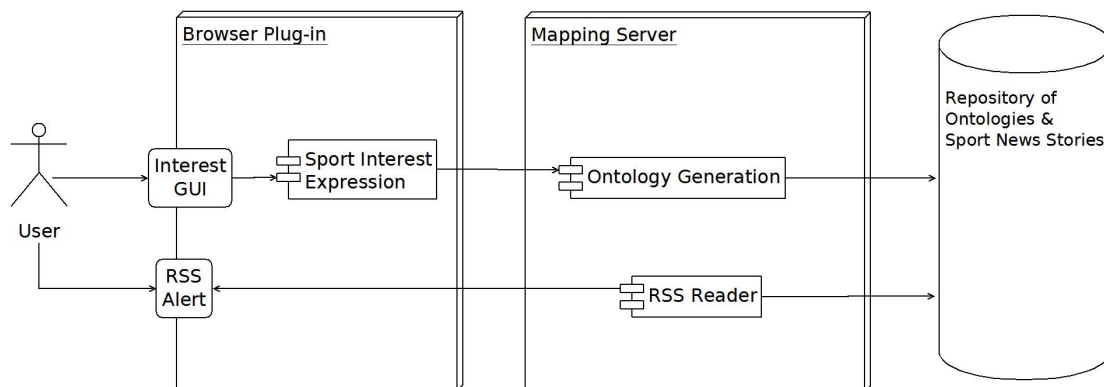 Browser Plug-in
Mapping Server
Repository of
Ontologies &
Sport News Stories
Interest
GUI
Sport Interest
Expression
Ontology Generation
User
RSS
Alert
RSS Reader